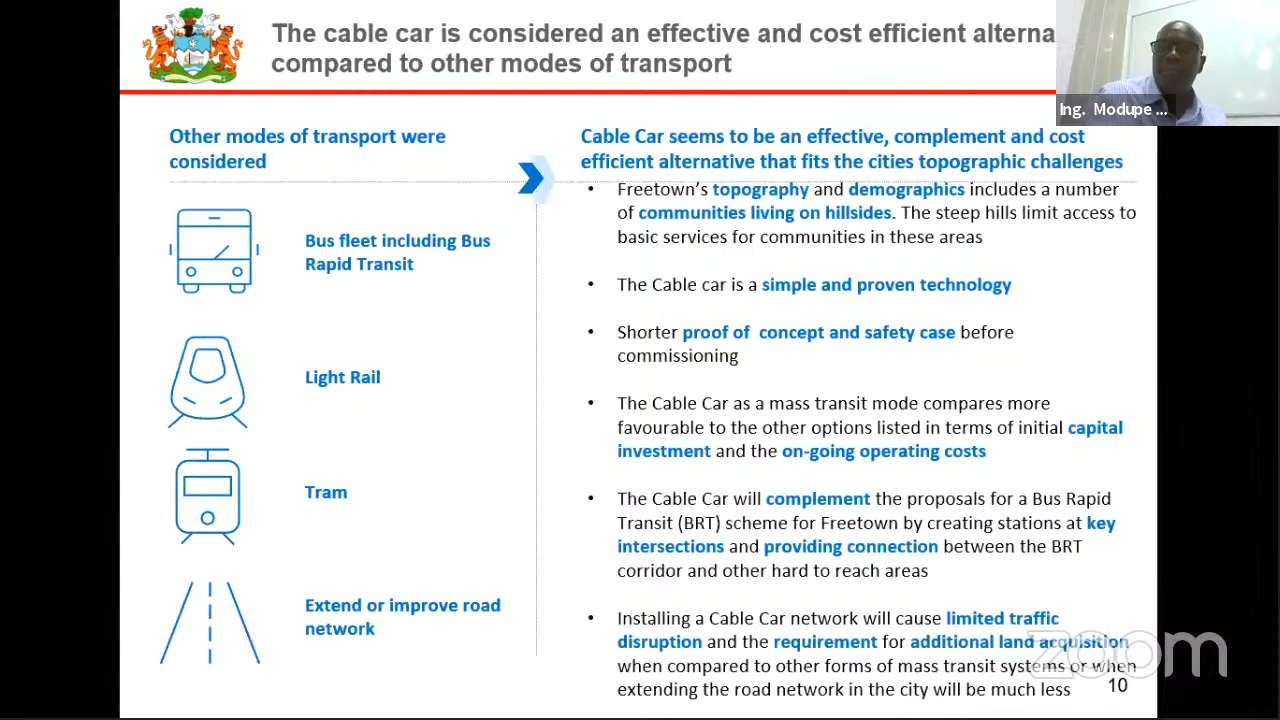 The cable car is considered an effective and cost efficient alterna
compared to other modes of transport
Ing. Modupe ...
Other modes of transport were
considered
Bus fleet including Bus
Rapid Transit
Light Rail
Tram
Extend or improve road
network
Cable Car seems to be an effective, complement and cost
efficient alternative that fits the cities topographic challenges
• Freetown's topography and demographics includes a number
of communities living on hillsides. The steep hills limit access to
basic services for communities in these areas
• The Cable car is a simple and proven technology
• Shorter proof of concept and safety case before
commissioning
• The Cable Car as a mass transit mode compares more
favourable to the other options listed in terms of initial capital
investment and the on-going operating costs
• The Cable Car will complement the proposals for a Bus Rapid
Transit (BRT) scheme for Freetown by creating stations at key
intersections and providing connection between the BRT
corridor and other hard to reach areas
• Installing a Cable Car network will cause limited traffic
disruption and the requirement for additional land acquisition
when compared to other forms of mass transit systems or when
extending the road network in the city will be much less
zoom
10